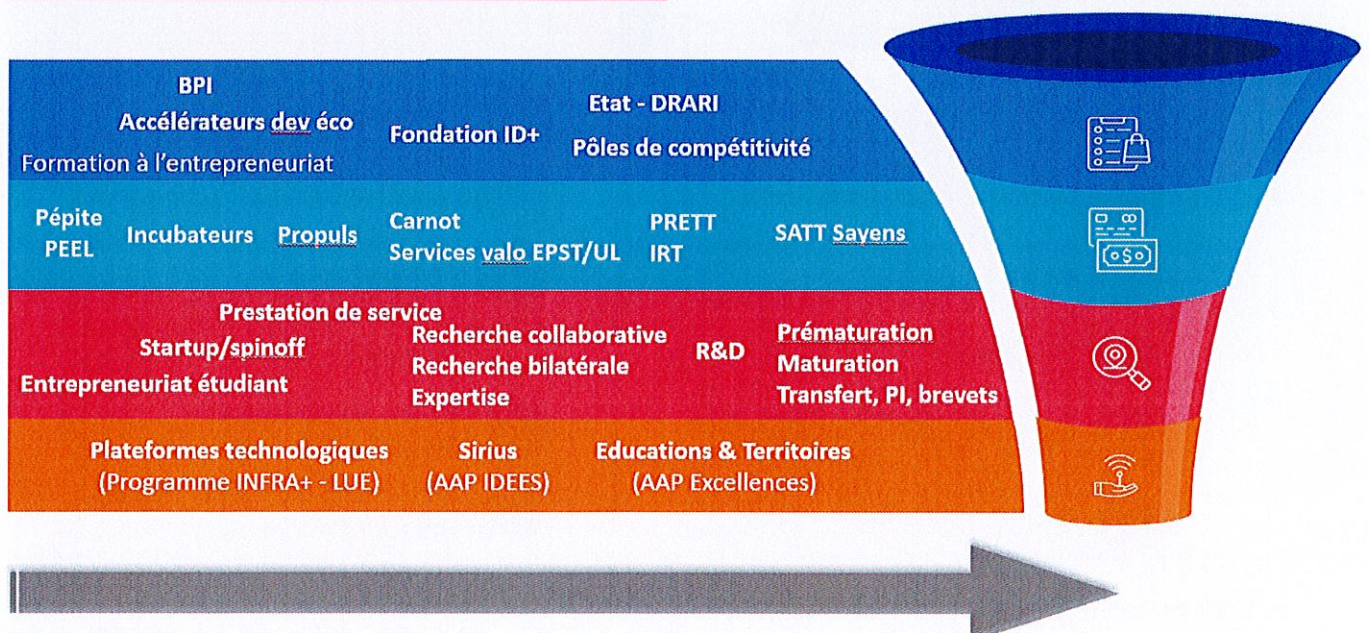 BPI
Accélérateurs dev éco
Formation à l'entrepreneuriat
Fondation ID+
Etat - DRARI
Pôles de compétitivité
Pépite
PEEL
Incubateurs
Propuls
Carnot
Services valo EPST/UL
PRETT
IRT
SATT Sayens
Prestation de service
Startup/spinoff
Entrepreneuriat étudiant
Recherche collaborative
Recherche bilatérale
Expertise
R&D
Prématuration
Maturation
Transfert, PI, brevets
Plateformes technologiques
(Programme INFRA+ - LUE)
Sirius
(AAP IDEES)
Educations & Territoires
(AAP Excellences)